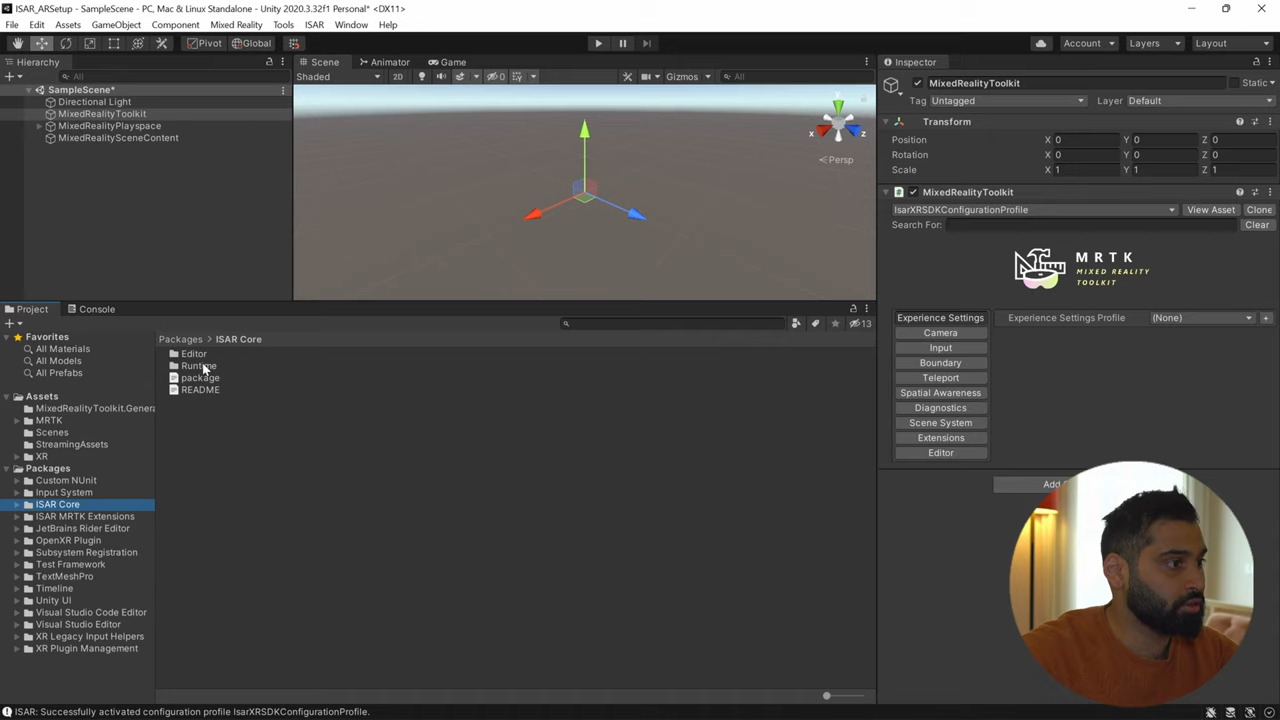 ISAR_ARSetup - SampleScene - PC, Mac & Linux Standalone - Unity 2020.3.32f1 Personal* <DX11>
File Edit Assets GameObject Component Mixed Reality Tools ISAR Window Help
Pivot Global Account Layers Layout
Hierarchy
All
SampleScene*
Directional Light
MixedRealityToolkit
MixedRealityPlayspace
MixedRealitySceneContent
Scene Animator Game
Shaded 2D 0 Gizmos All
y
x
z
Persp
Inspector
MixedRealityToolkit Static
Tag Untagged Layer Default
Transform
Position X 0 Y 0 Z 0
Rotation X 0 Y 0 Z 0
Scale X 1 Y 1 Z 1
MixedRealityToolkit
IsarXRSDKConfigurationProfile View Asset Clone
Search For: Clear
MRTK
MIXED REALITY
TOOLKIT
Experience Settings Experience Settings Profile (None) +
Camera
Input
Boundary
Teleport
Spatial Awareness
Diagnostics
Scene System
Extensions
Editor
Project Console
13
Favorites
All Materials
All Models
All Prefabs
Assets
MixedRealityToolkit.Genera
MRTK
Scenes
StreamingAssets
XR
Packages
Custom NUnit
Input System
ISAR Core
ISAR MRTK Extensions
JetBrains Rider Editor
OpenXR Plugin
Subsystem Registration
Test Framework
TextMeshPro
Timeline
Unity UI
Visual Studio Code Editor
Visual Studio Editor
XR Legacy Input Helpers
XR Plugin Management
Packages > ISAR Core
Editor
Runtime
package
README
ISAR: Successfully activated configuration profile IsarXRSDKConfigurationProfile.